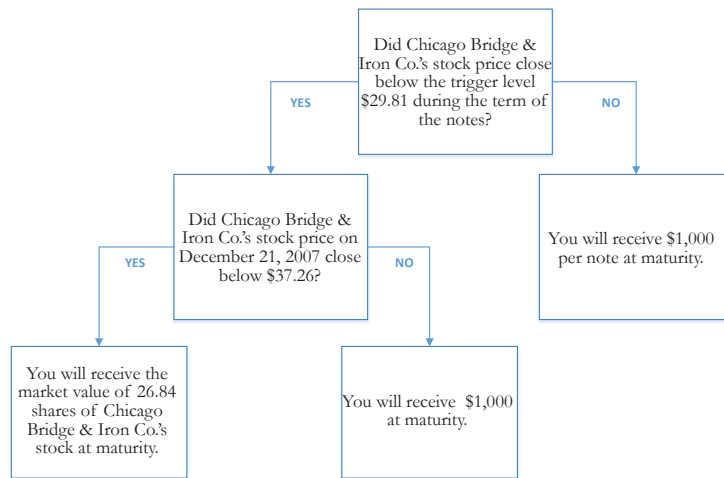 Did Chicago Bridge &
Iron Co.'s stock price close
below the trigger level
$29.81 during the term of
the notes?
YES
NO
Did Chicago Bridge &
Iron Co.'s stock price on
December 21, 2007 close
below $37.26?
You will receive $1,000
per note at maturity.
YES
NO
You will receive the
market value of 26.84
shares of Chicago
Bridge & Iron Co.'s
stock at maturity.
You will receive $1,000
at maturity.